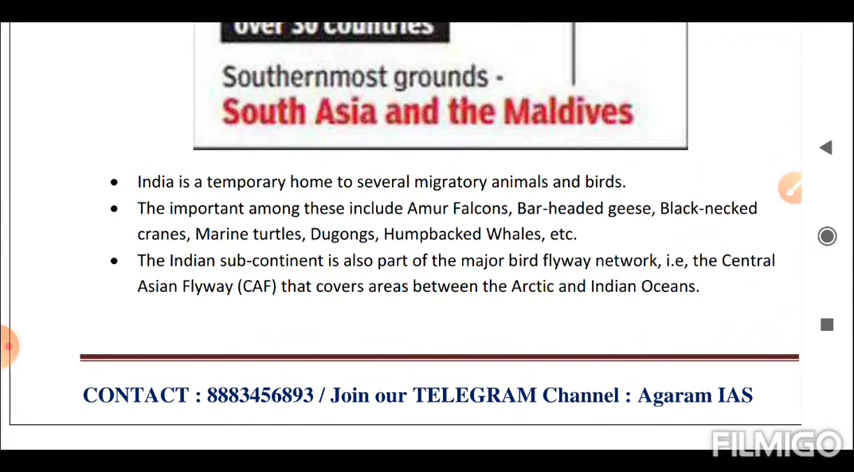 over 30 countries
Southernmost grounds -
South Asia and the Maldives
• India is a temporary home to several migratory animals and birds.
• The important among these include Amur Falcons, Bar-headed geese, Black-necked
cranes, Marine turtles, Dugongs, Humpbacked Whales, etc.
• The Indian sub-continent is also part of the major bird flyway network, i.e, the Central
Asian Flyway (CAF) that covers areas between the Arctic and Indian Oceans.
CONTACT : 8883456893 / Join our TELEGRAM Channel : Agaram IAS
FILMIGO